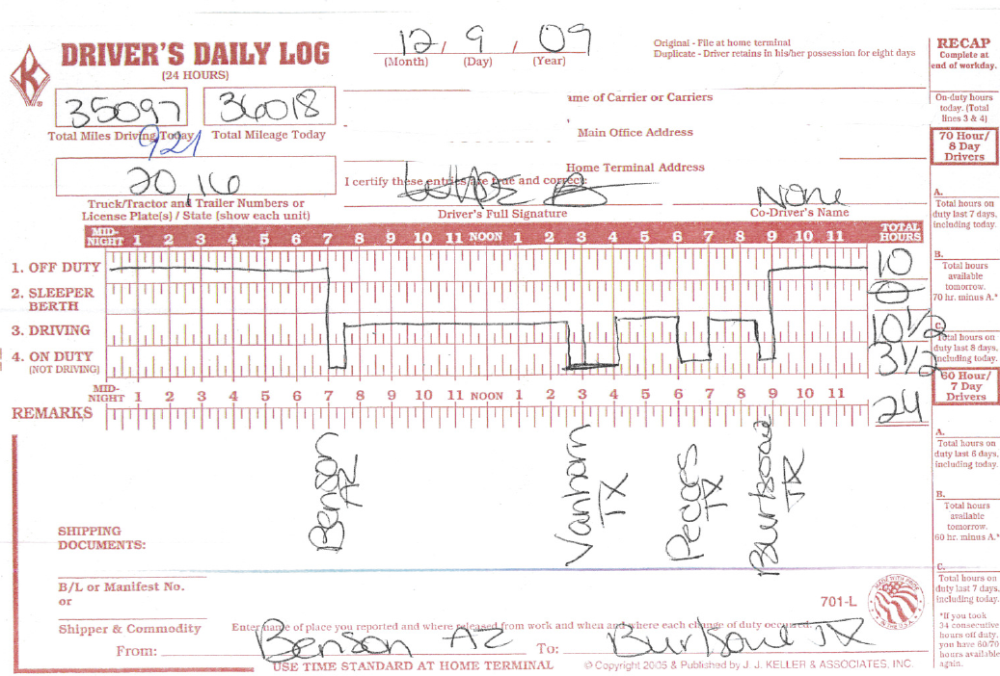 DRIVER'S DAILY LOG
(24 HOURS)
12 / 9 / 09
(Month) (Day) (Year)
Original - File at home terminal
Duplicate - Driver retains in his/her possession for eight days
RECAP
Complete at
end of workday.
K
35097 36018
Total Miles Driving Today Total Mileage Today
921
ame of Carrier or Carriers
Main Office Address
Home Terminal Address
On-duty hours
today. (Total
lines 3 & 4)
70 Hour/
8 Day
Drivers
20,16
Truck/Tractor and Trailer Numbers or
License Plate(s) / State (show each unit)
I certify these entries are true and correct:
Driver's Full Signature
None
Co-Driver's Name
A.
Total hours on
duty last 7 days,
including today.
MID-NIGHT 1 2 3 4 5 6 7 8 9 10 11 NOON 1 2 3 4 5 6 7 8 9 10 11 TOTAL HOURS
1. OFF DUTY 10
2. SLEEPER BERTH 0
3. DRIVING 10 1/2
4. ON DUTY (NOT DRIVING) 3 1/2
B.
Total hours
available
tomorrow.
70 hr. minus A.*
C.
Total hours on
duty last 8 days,
including today.
60 Hour/
7 Day
Drivers
MID-NIGHT 1 2 3 4 5 6 7 8 9 10 11 NOON 1 2 3 4 5 6 7 8 9 10 11
REMARKS 24
Benson AZ
Vanhorn TX
Pecos TX
TX
A.
Total hours on
duty last 6 days,
including today.
B.
Total hours
available
tomorrow.
60 hr. minus A.*
C.
Total hours on
duty last 7 days,
including today.
*If you took
34 consecutive
hours off duty,
you have 60/70
hours available
again.
SHIPPING
DOCUMENTS:
B/L or Manifest No.
or
Shipper & Commodity
701-L
MADE WITH PRIDE
IN THE U.S.A.
Enter name of place you reported and where released from work and when and where each change of duty occurred.
From: Benson AZ To: TX
USE TIME STANDARD AT HOME TERMINAL
© Copyright 2005 & Published by J. J. KELLER & ASSOCIATES, INC.